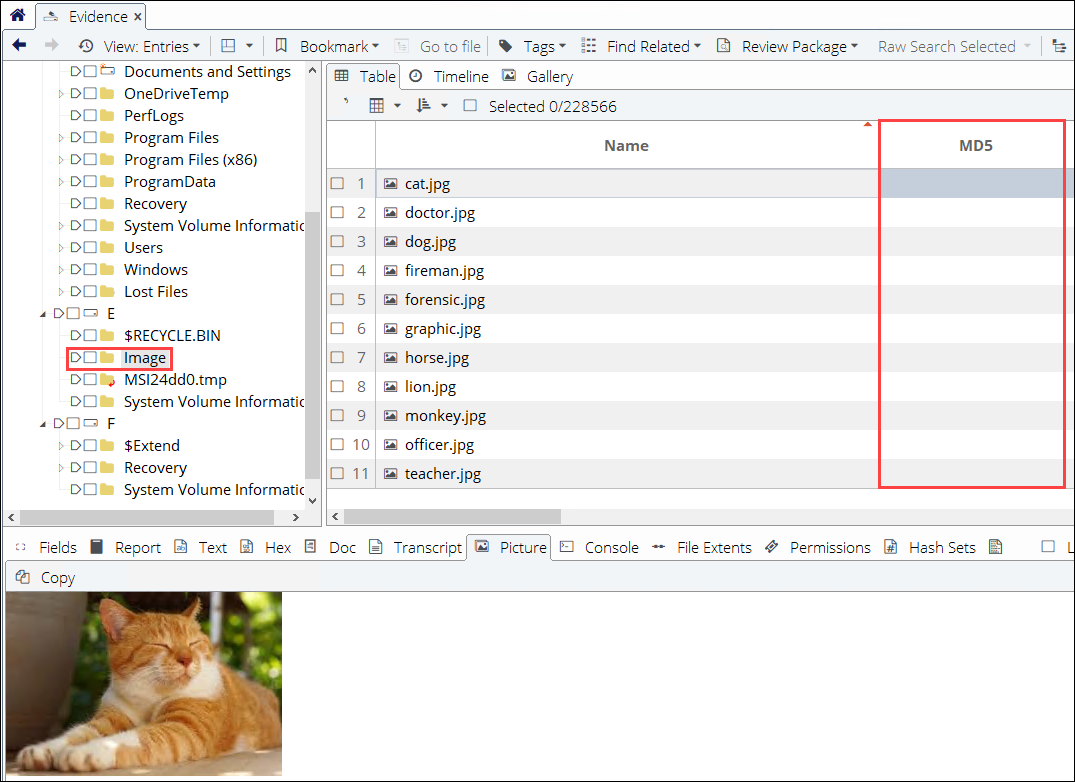 Evidence ×
View: Entries Bookmark Go to file Tags Find Related Review Package Raw Search Selected
Documents and Settings
OneDriveTemp
PerfLogs
Program Files
Program Files (x86)
ProgramData
Recovery
System Volume Informatic
Users
Windows
Lost Files
E
$RECYCLE.BIN
Image
MSI24dd0.tmp
System Volume Informatic
F
$Extend
Recovery
System Volume Informatic
Table Timeline Gallery
Selected 0/228566
Name MD5
1 cat.jpg
2 doctor.jpg
3 dog.jpg
4 fireman.jpg
5 forensic.jpg
6 graphic.jpg
7 horse.jpg
8 lion.jpg
9 monkey.jpg
10 officer.jpg
11 teacher.jpg
Fields Report Text Hex Doc Transcript Picture Console File Extents Permissions Hash Sets L
Copy